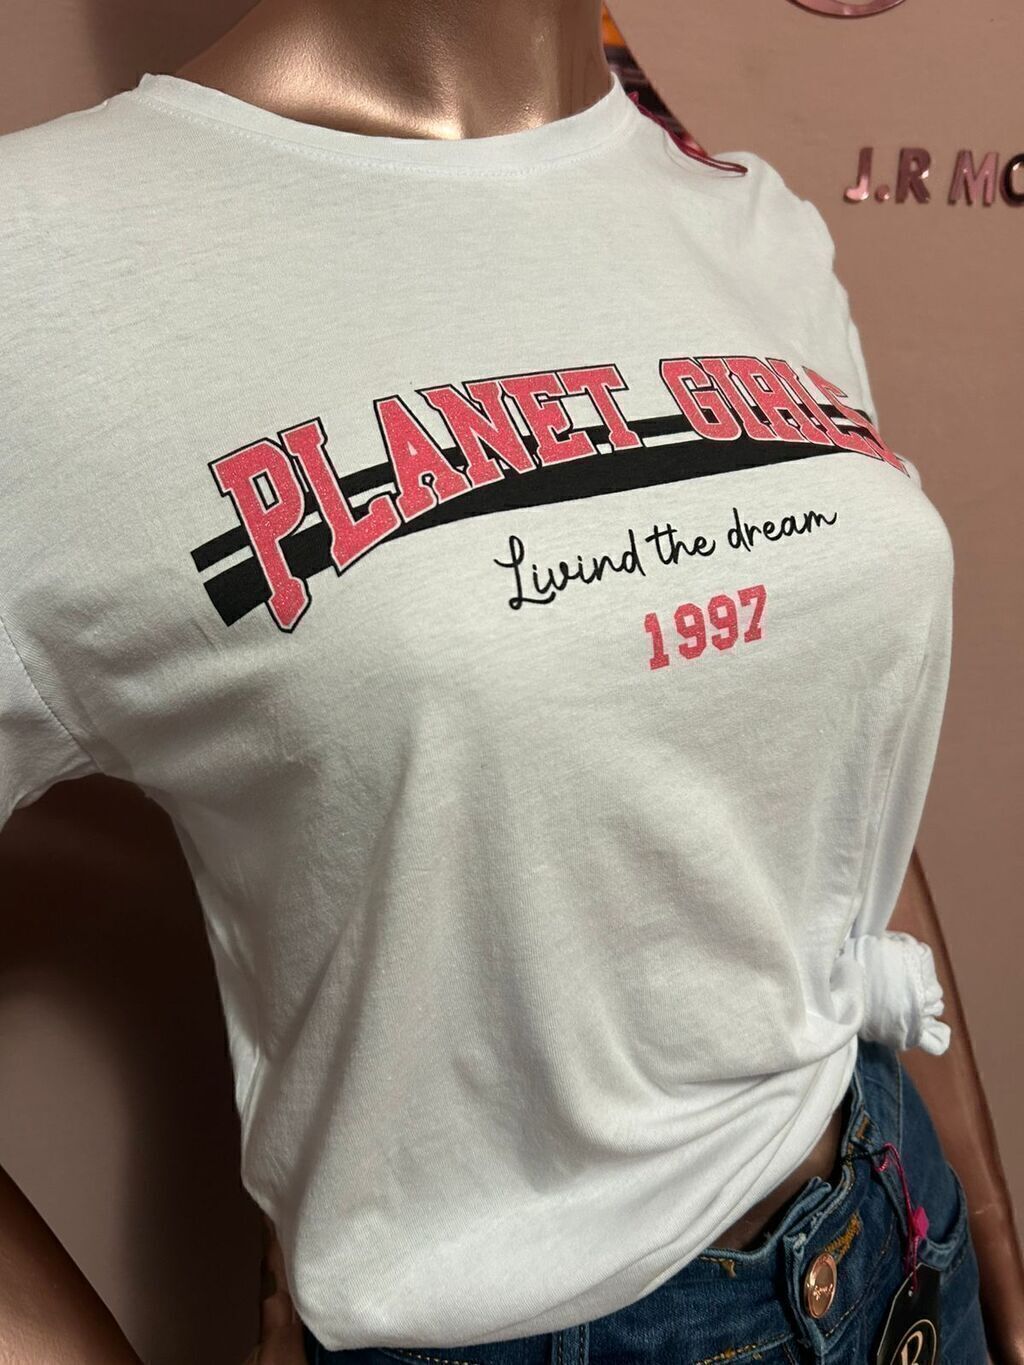 J.R MO
PLANET GIRLS
Livind the dream
1997